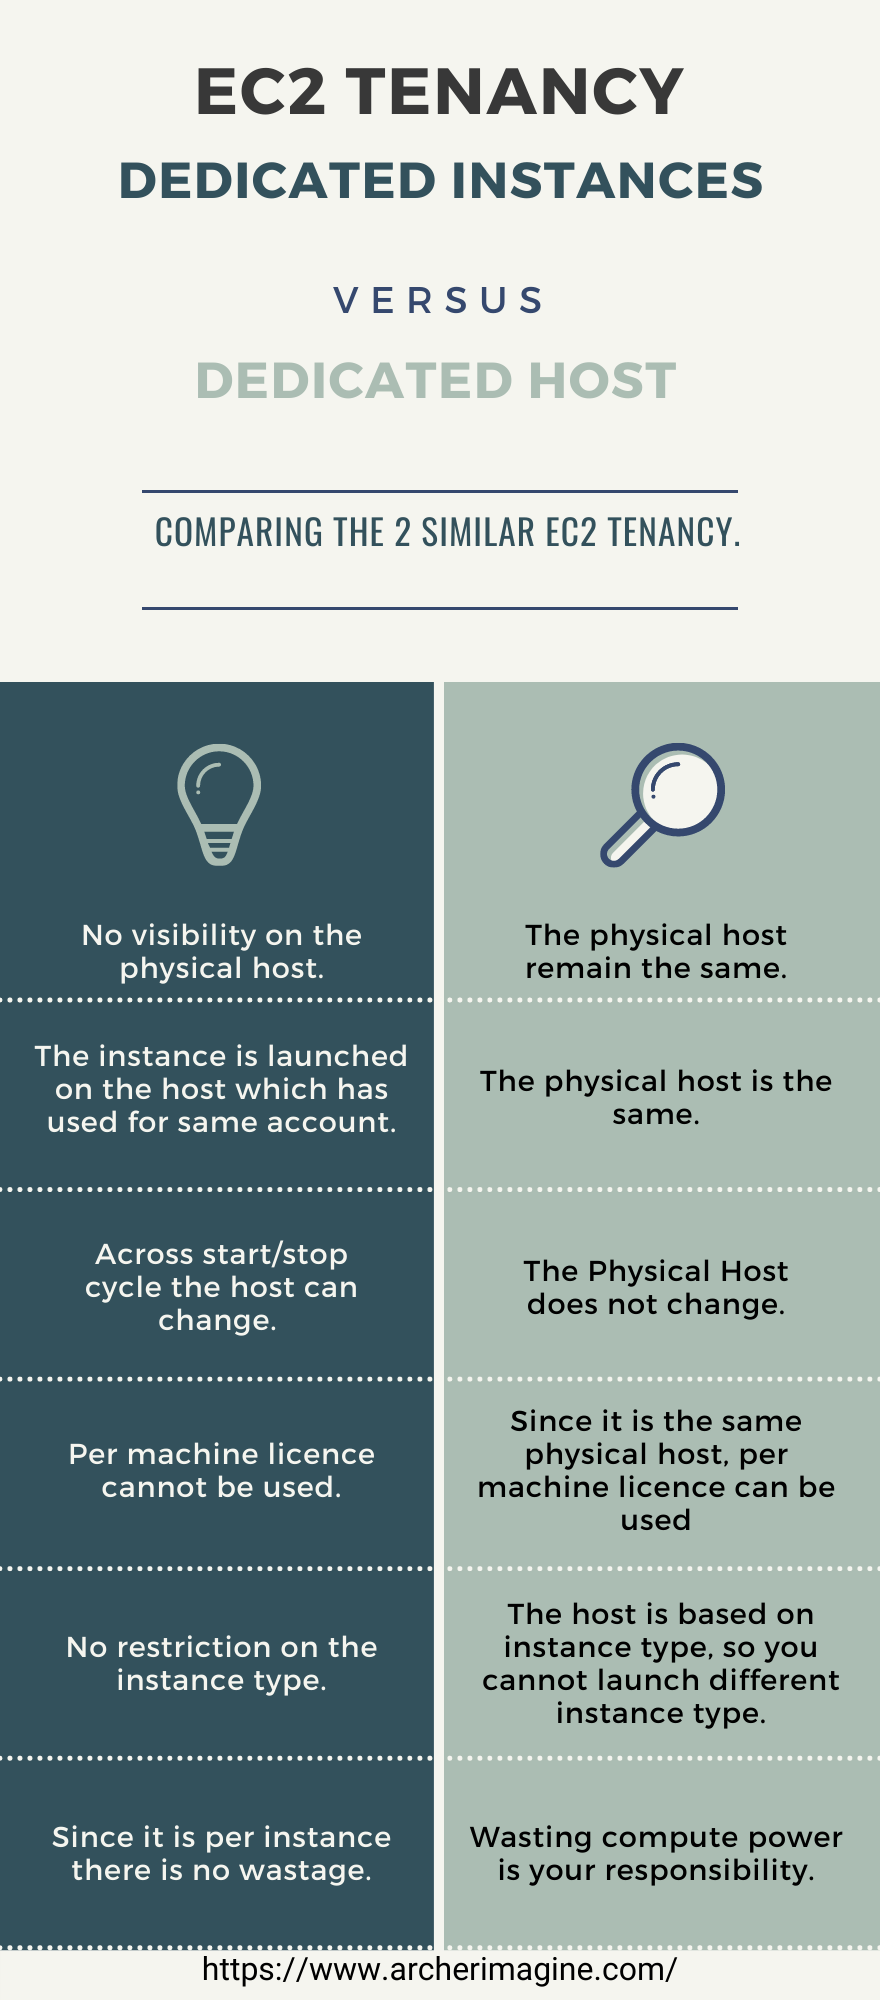 EC2 TENANCY
DEDICATED INSTANCES
VERSUS
DEDICATED HOST
COMPARING THE 2 SIMILAR EC2 TENANCY.
No visibility on the
physical host.
The physical host
remain the same.
The instance is launched
on the host which has
used for same account.
The physical host is the
same.
Across start/stop
cycle the host can
change.
The Physical Host
does not change.
Per machine licence
cannot be used.
Since it is the same
physical host, per
machine licence can be
used
No restriction on the
instance type.
The host is based on
instance type, so you
cannot launch different
instance type.
Since it is per instance
there is no wastage.
Wasting compute power
is your responsibility.
https://www.archerimagine.com/